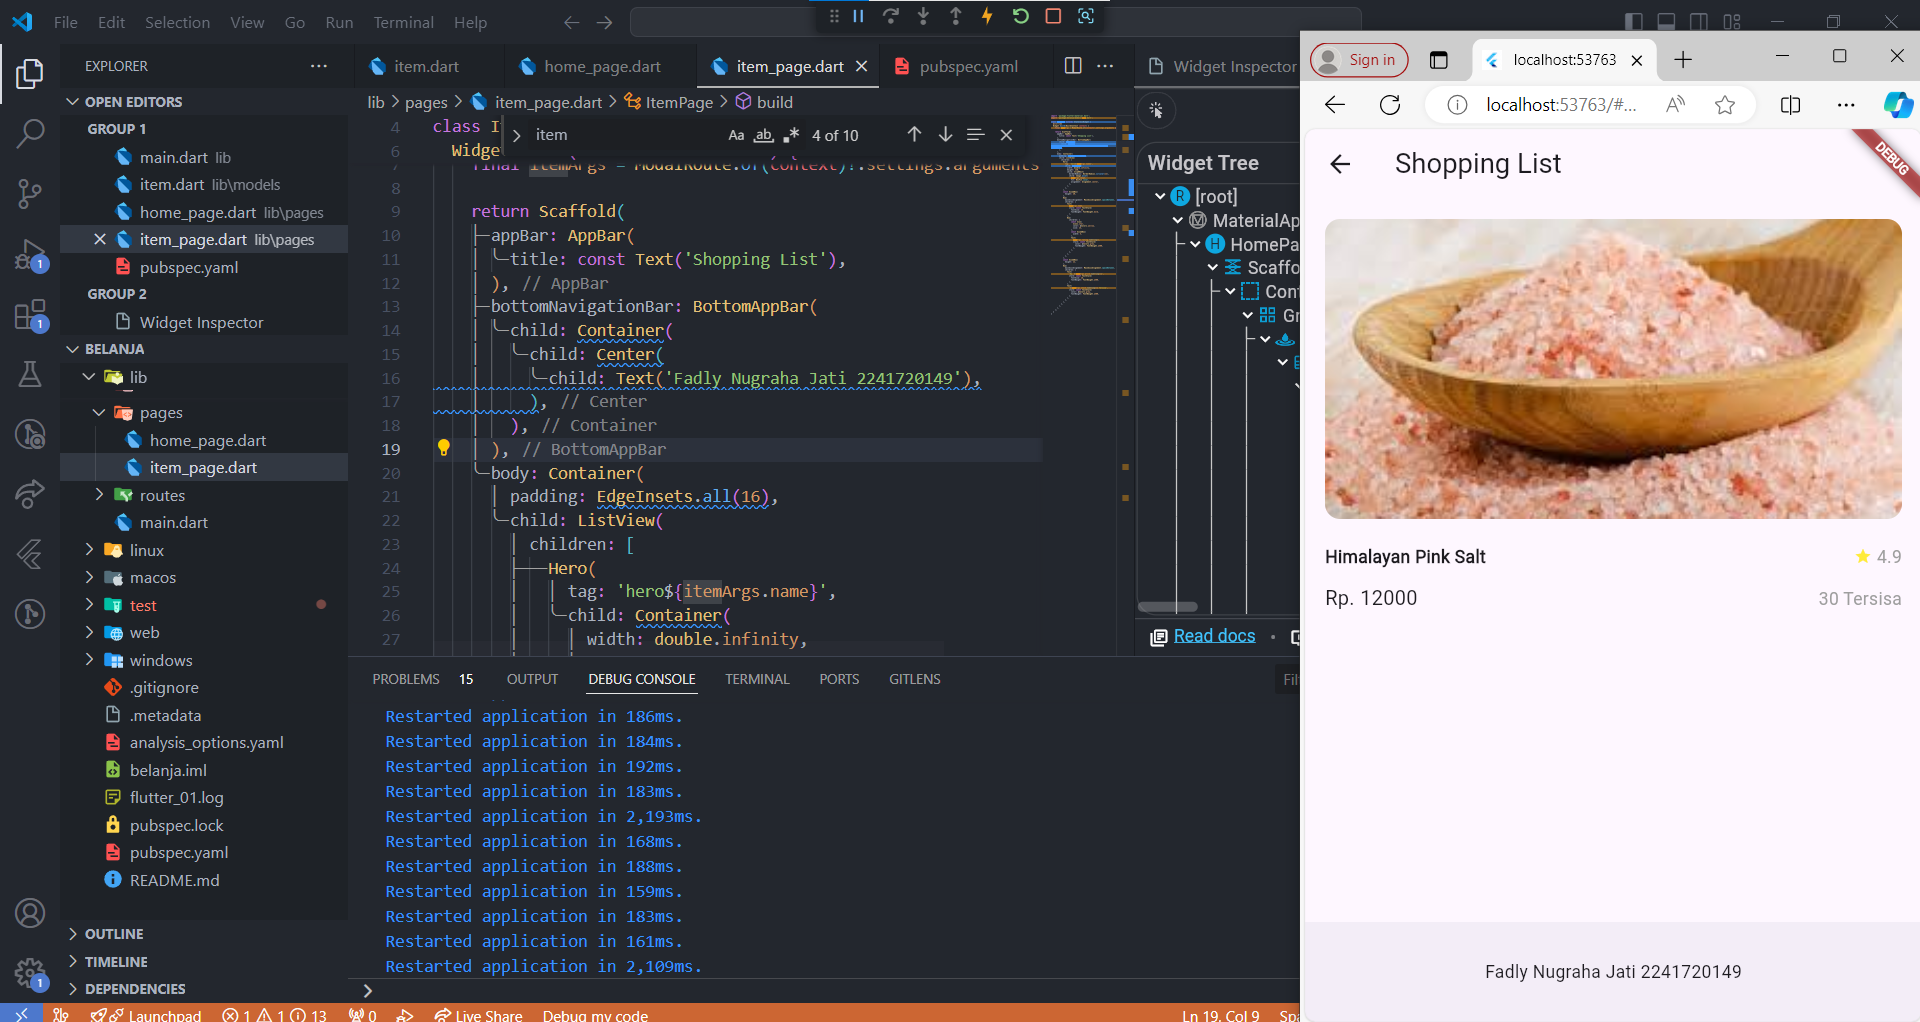 File Edit Selection View Go Run Terminal Help
EXPLORER
OPEN EDITORS
GROUP 1
main.dart lib
item.dart lib\models
home_page.dart lib\pages
item_page.dart lib\pages
pubspec.yaml
GROUP 2
Widget Inspector
BELANJA
lib
pages
home_page.dart
item_page.dart
routes
main.dart
linux
macos
test
web
windows
.gitignore
.metadata
analysis_options.yaml
belanja.iml
flutter_01.log
pubspec.lock
pubspec.yaml
README.md
OUTLINE
TIMELINE
DEPENDENCIES
1
1
1
item.dart home_page.dart item_page.dart pubspec.yaml
lib > pages > item_page.dart > ItemPage > build
item Aa ab 4 of 10
4 class I
6 Widge
7 final itemArgs = ModalRoute.of(context)!.settings.arguments
8
9 return Scaffold(
10 appBar: AppBar(
11 title: const Text('Shopping List'),
12 ), // AppBar
13 bottomNavigationBar: BottomAppBar(
14 child: Container(
15 child: Center(
16 child: Text('Fadly Nugraha Jati 2241720149'),
17 ), // Center
18 ), // Container
19 ), // BottomAppBar
20 body: Container(
21 padding: EdgeInsets.all(16),
22 child: ListView(
23 children: [
24 Hero(
25 tag: 'hero${itemArgs.name}',
26 child: Container(
27 width: double.infinity,
Widget Inspector
Widget Tree
[root]
MaterialAp
HomePa
Scaffo
Cont
Gr
Read docs
PROBLEMS 15 OUTPUT DEBUG CONSOLE TERMINAL PORTS GITLENS Fil
Restarted application in 186ms.
Restarted application in 184ms.
Restarted application in 192ms.
Restarted application in 183ms.
Restarted application in 2,193ms.
Restarted application in 168ms.
Restarted application in 188ms.
Restarted application in 159ms.
Restarted application in 183ms.
Restarted application in 161ms.
Restarted application in 2,109ms.
Launchpad 1 1 13 0 Live Share Debug my code Ln 19, Col 9 Spa
Sign in localhost:53763
localhost:53763/#...
DEBUG
Shopping List
Himalayan Pink Salt 4.9
Rp. 12000 30 Tersisa
Fadly Nugraha Jati 2241720149